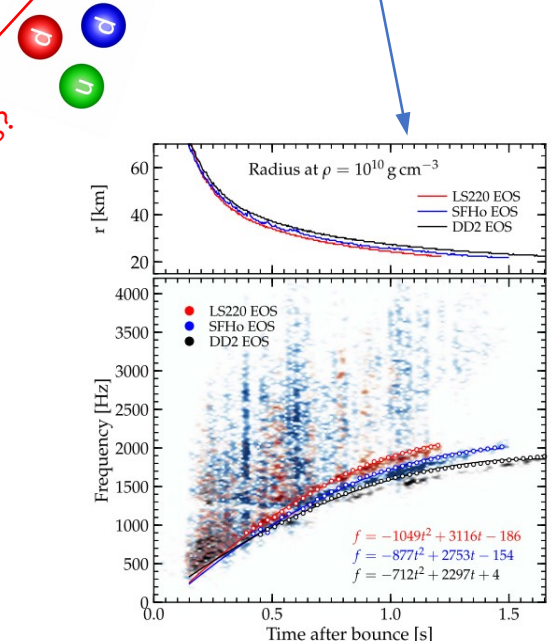 d
d
u
s?
Radius at ρ = 10¹⁰ g cm⁻³
r [km]
60
40
20
LS220 EOS
SFHo EOS
DD2 EOS
Frequency [Hz]
4000
3500
3000
2500
2000
1500
1000
500
0
LS220 EOS
SFHo EOS
DD2 EOS
f = −1049t² + 3116t − 186
f = −877t² + 2753t − 154
f = −712t² + 2297t + 4
0.0 0.5 1.0 1.5
Time after bounce [s]